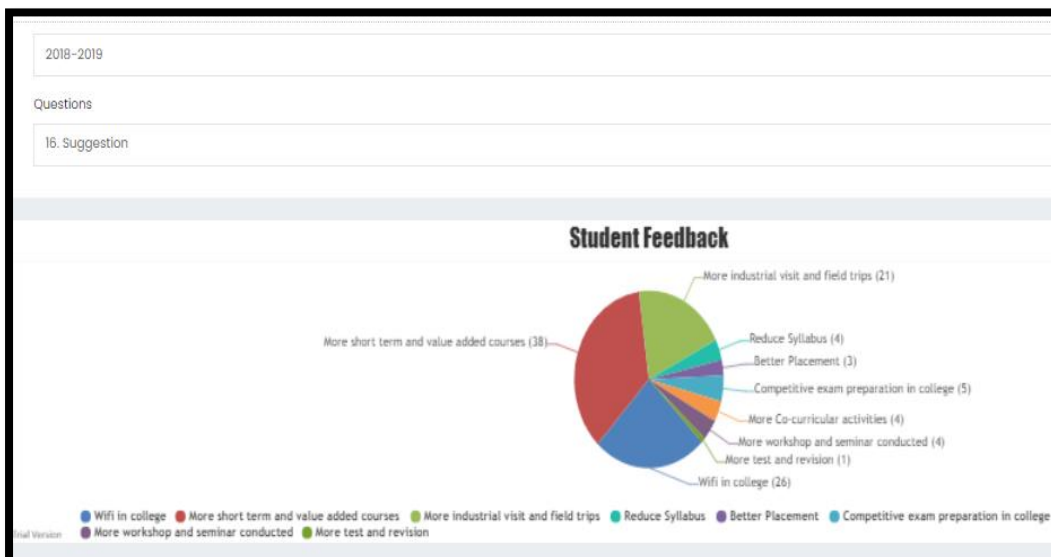 2018-2019
Questions
16. Suggestion
Student Feedback
More industrial visit and field trips (21)
More short term and value added courses (38)
Reduce Syllabus (4)
Better Placement (3)
Competitive exam preparation in college (5)
More Co-curricular activities (4)
More workshop and seminar conducted (4)
More test and revision (1)
Wifi in college (26)
Wifi in college More short term and value added courses More industrial visit and field trips Reduce Syllabus Better Placement Competitive exam preparation in college
Trial Version More workshop and seminar conducted More test and revision